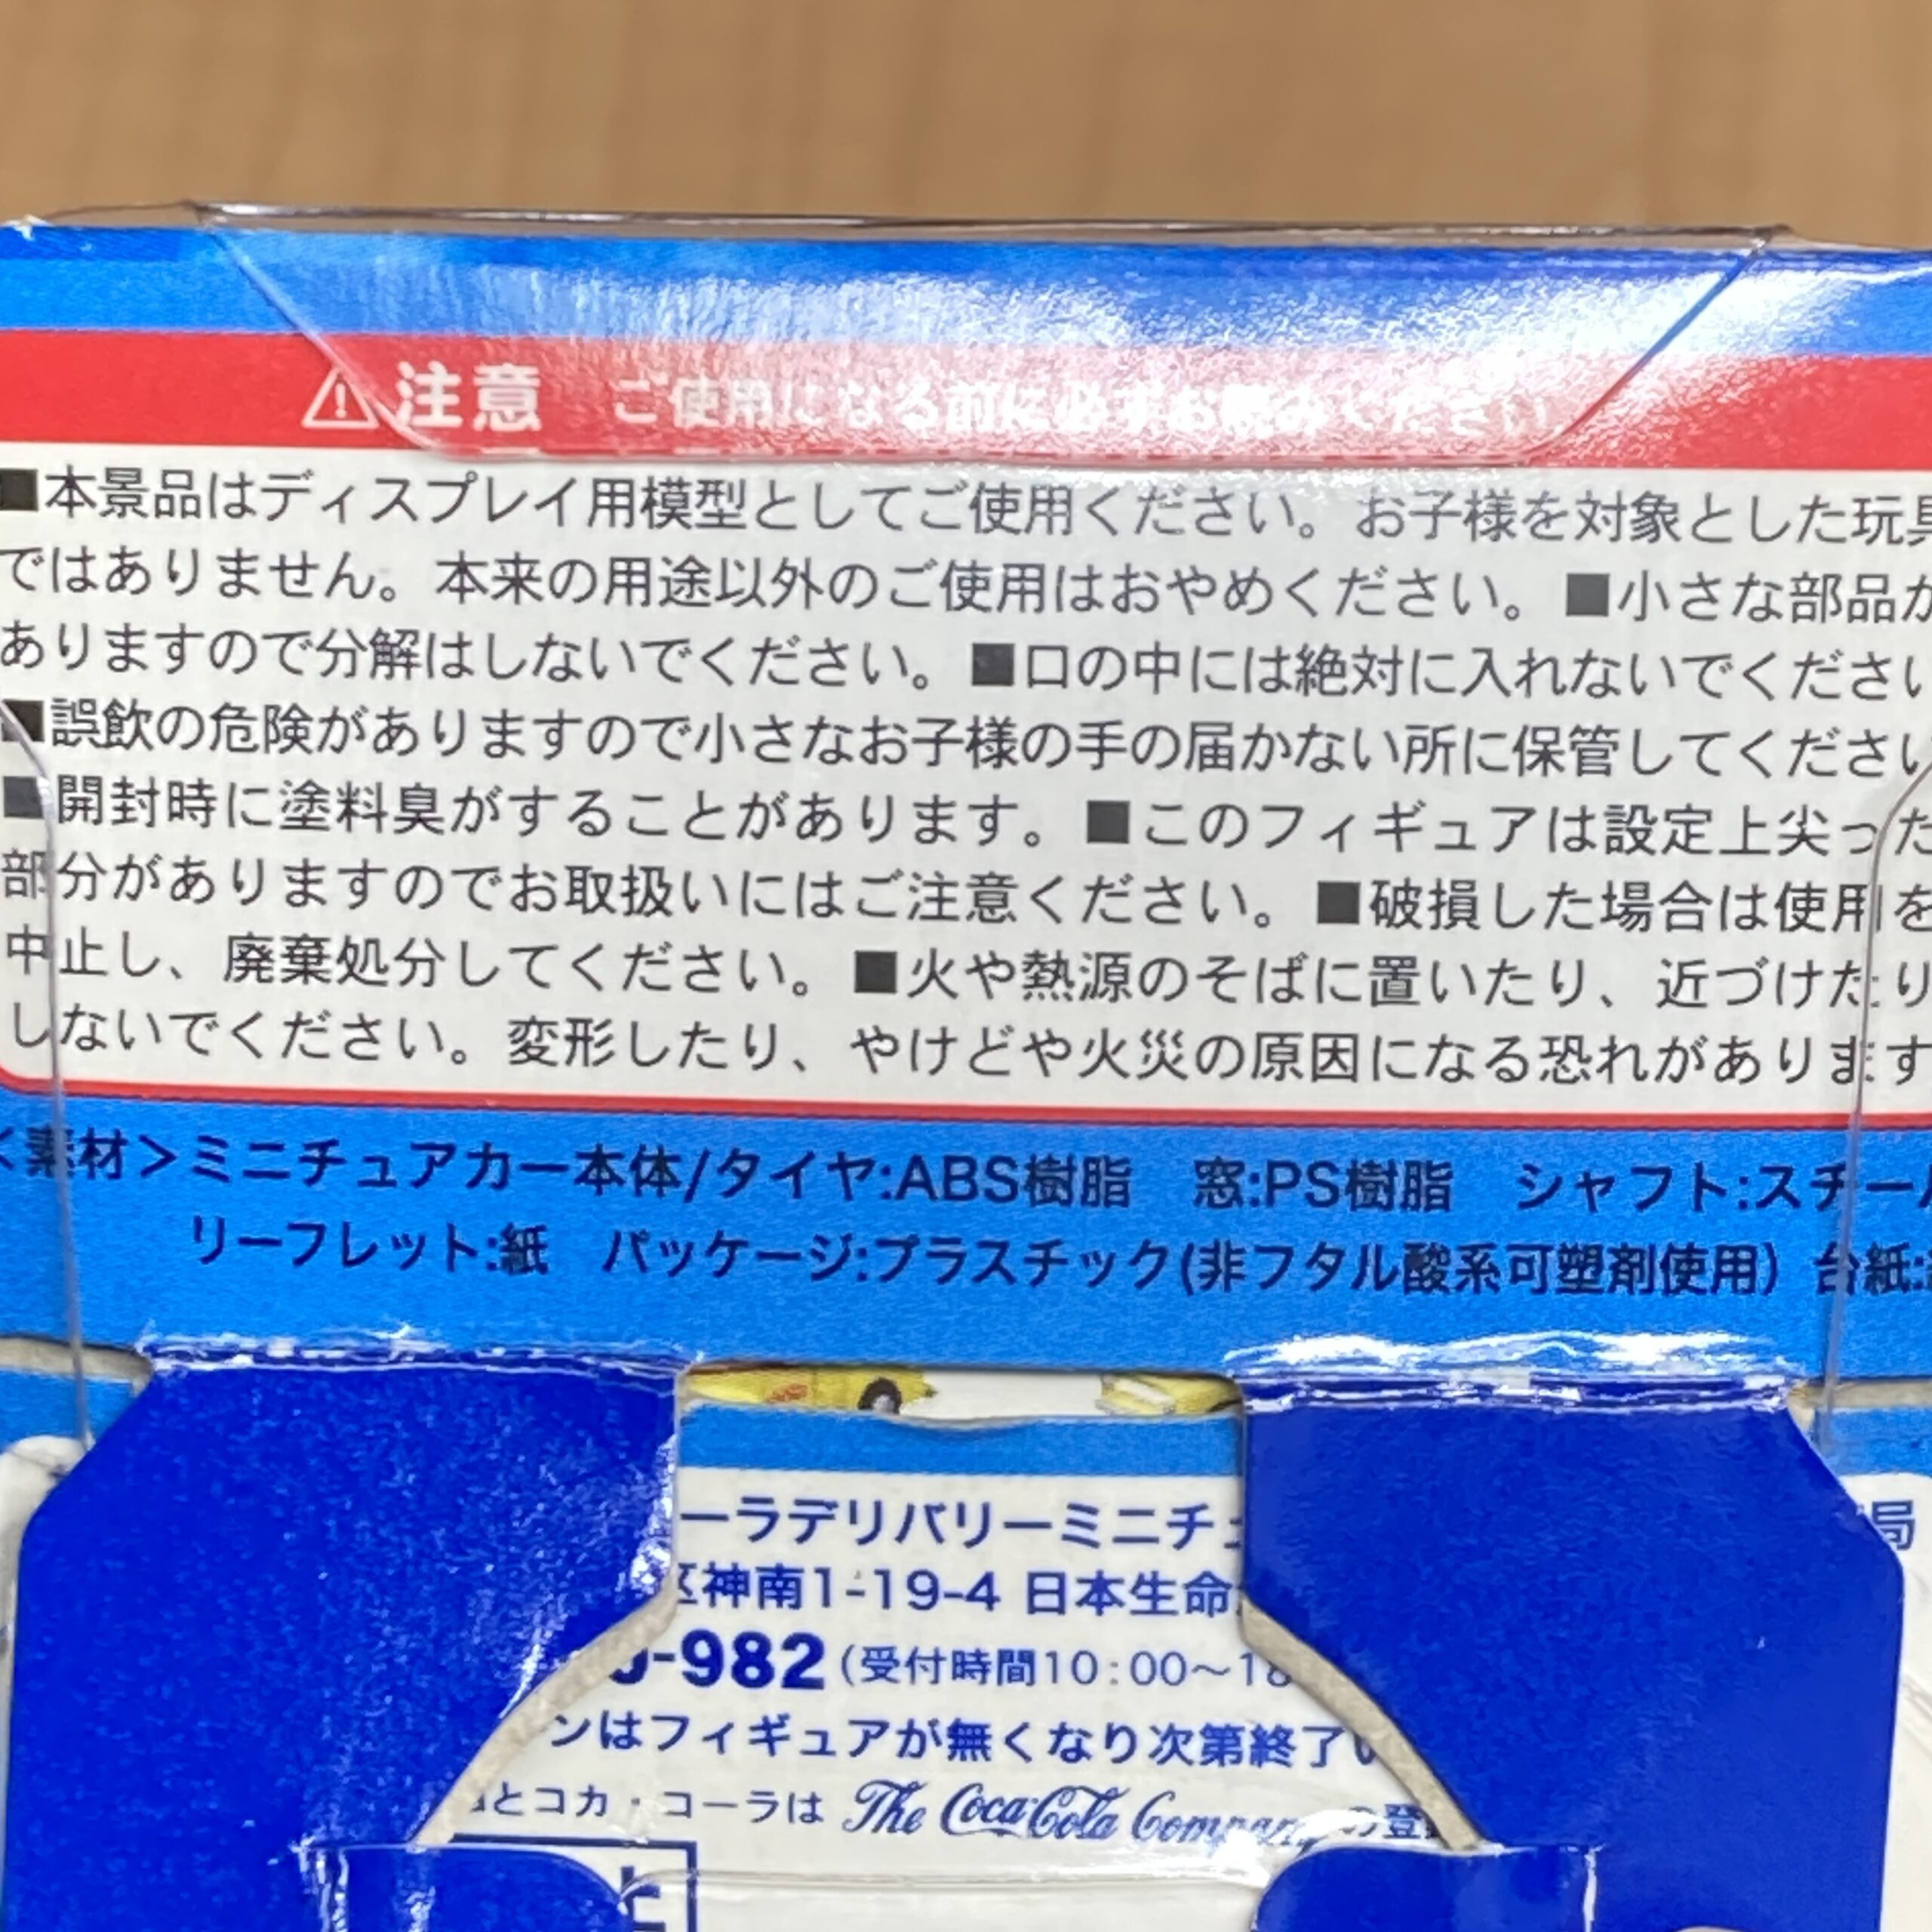 注意 ご使用になる前に必ずお読みください
■本景品はディスプレイ用模型としてご使用ください。お子様を対象とした玩具
ではありません。本来の用途以外のご使用はおやめください。■小さな部品が
ありますので分解はしないでください。■口の中には絶対に入れないでください
■誤飲の危険がありますので小さなお子様の手の届かない所に保管してください
■開封時に塗料臭がすることがあります。■このフィギュアは設定上尖った
部分がありますのでお取扱いにはご注意ください。■破損した場合は使用を
中止し、廃棄処分してください。■火や熱源のそばに置いたり、近づけたり
しないでください。変形したり、やけどや火災の原因になる恐れがあります
＜素材＞ミニチュアカー本体/タイヤ:ABS樹脂 窓:PS樹脂 シャフト:スチール
リーフレット:紙 パッケージ:プラスチック(非フタル酸系可塑剤使用) 台紙:
ーラデリバリーミニチ 局
区神南1-19-4 日本生命
-982(受付時間10:00〜18
ンはフィギュアが無くなり次第終了い
とコカ・コーラは The Coca-Cola Companyの登